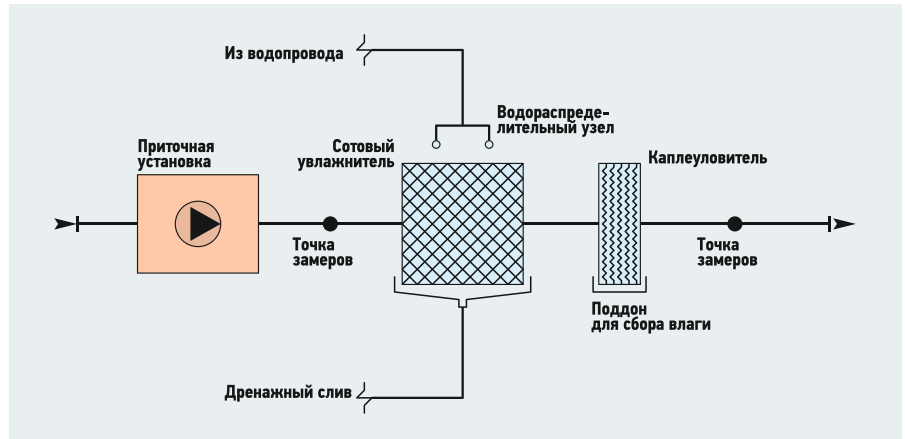 Из водопровода
Водораспреде-
лительный узел
Приточная
установка
Сотовый
увлажнитель
Каплеуловитель
Точка
замеров
Точка
замеров
Поддон
для сбора влаги
Дренажный слив